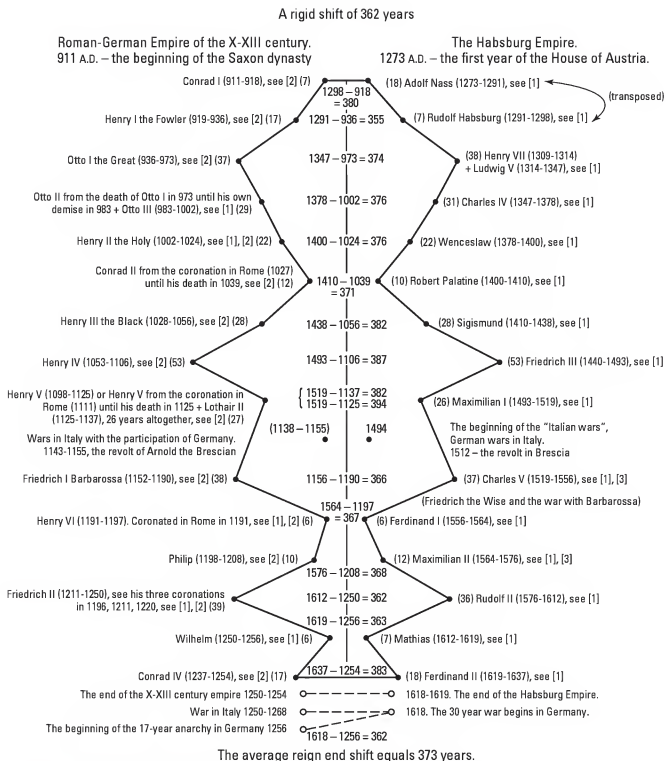 A rigid shift of 362 years
Roman-German Empire of the X-XIII century.
911 A.D. – the beginning of the Saxon dynasty
The Habsburg Empire.
1273 A.D. – the first year of the House of Austria.
Conrad I (911-918), see [2] (7)
1298 – 918
= 380
(18) Adolf Nass (1273-1291), see [1]
(transposed)
Henry I the Fowler (919-936), see [2] (17)
1291 – 936 = 355
(7) Rudolf Habsburg (1291-1298), see [1]
Otto I the Great (936-973), see [2] (37)
1347 – 973 = 374
(38) Henry VII (1309-1314)
+ Ludwig V (1314-1347), see [1]
Otto II from the death of Otto I in 973 until his own
demise in 983 + Otto III (983-1002), see [1] (29)
1378 – 1002 = 376
(31) Charles IV (1347-1378), see [1]
Henry II the Holy (1002-1024), see [1], [2] (22)
1400 – 1024 = 376
(22) Wenceslaw (1378-1400), see [1]
Conrad II from the coronation in Rome (1027)
until his death in 1039, see [2] (12)
1410 – 1039
= 371
(10) Robert Palatine (1400-1410), see [1]
Henry III the Black (1028-1056), see [2] (28)
1438 – 1056 = 382
(28) Sigismund (1410-1438), see [1]
Henry IV (1053-1106), see [2] (53)
1493 – 1106 = 387
(53) Friedrich III (1440-1493), see [1]
Henry V (1098-1125) or Henry V from the coronation in
Rome (1111) until his death in 1125 + Lothair II
(1125-1137), 26 years altogether, see [2] (27)
{ 1519 – 1137 = 382
1519 – 1125 = 394
(26) Maximilian I (1493-1519), see [1]
Wars in Italy with the participation of Germany.
1143-1155, the revolt of Arnold the Brescian
(1138 – 1155)
1494
The beginning of the "Italian wars",
German wars in Italy.
1512 – the revolt in Brescia
Friedrich I Barbarossa (1152-1190), see [2] (38)
1156 – 1190 = 366
(37) Charles V (1519-1556), see [1], [3]
(Friedrich the Wise and the war with Barbarossa)
Henry VI (1191-1197). Coronated in Rome in 1191, see [1], [2] (6)
1564 – 1197
= 367
(6) Ferdinand I (1556-1564), see [1]
Philip (1198-1208), see [2] (10)
1576 – 1208 = 368
(12) Maximilian II (1564-1576), see [1], [3]
Friedrich II (1211-1250), see his three coronations
in 1196, 1211, 1220, see [1], [2] (39)
1612 – 1250 = 362
(36) Rudolf II (1576-1612), see [1]
1619 – 1256 = 363
Wilhelm (1250-1256), see [1] (6)
(7) Mathias (1612-1619), see [1]
Conrad IV (1237-1254), see [2] (17)
1637 – 1254 = 383
(18) Ferdinand II (1619-1637), see [1]
The end of the X-XIII century empire 1250-1254
1618-1619. The end of the Habsburg Empire.
War in Italy 1250-1268
1618. The 30 year war begins in Germany.
The beginning of the 17-year anarchy in Germany 1256
1618 – 1256 = 362
The average reign end shift equals 373 years.